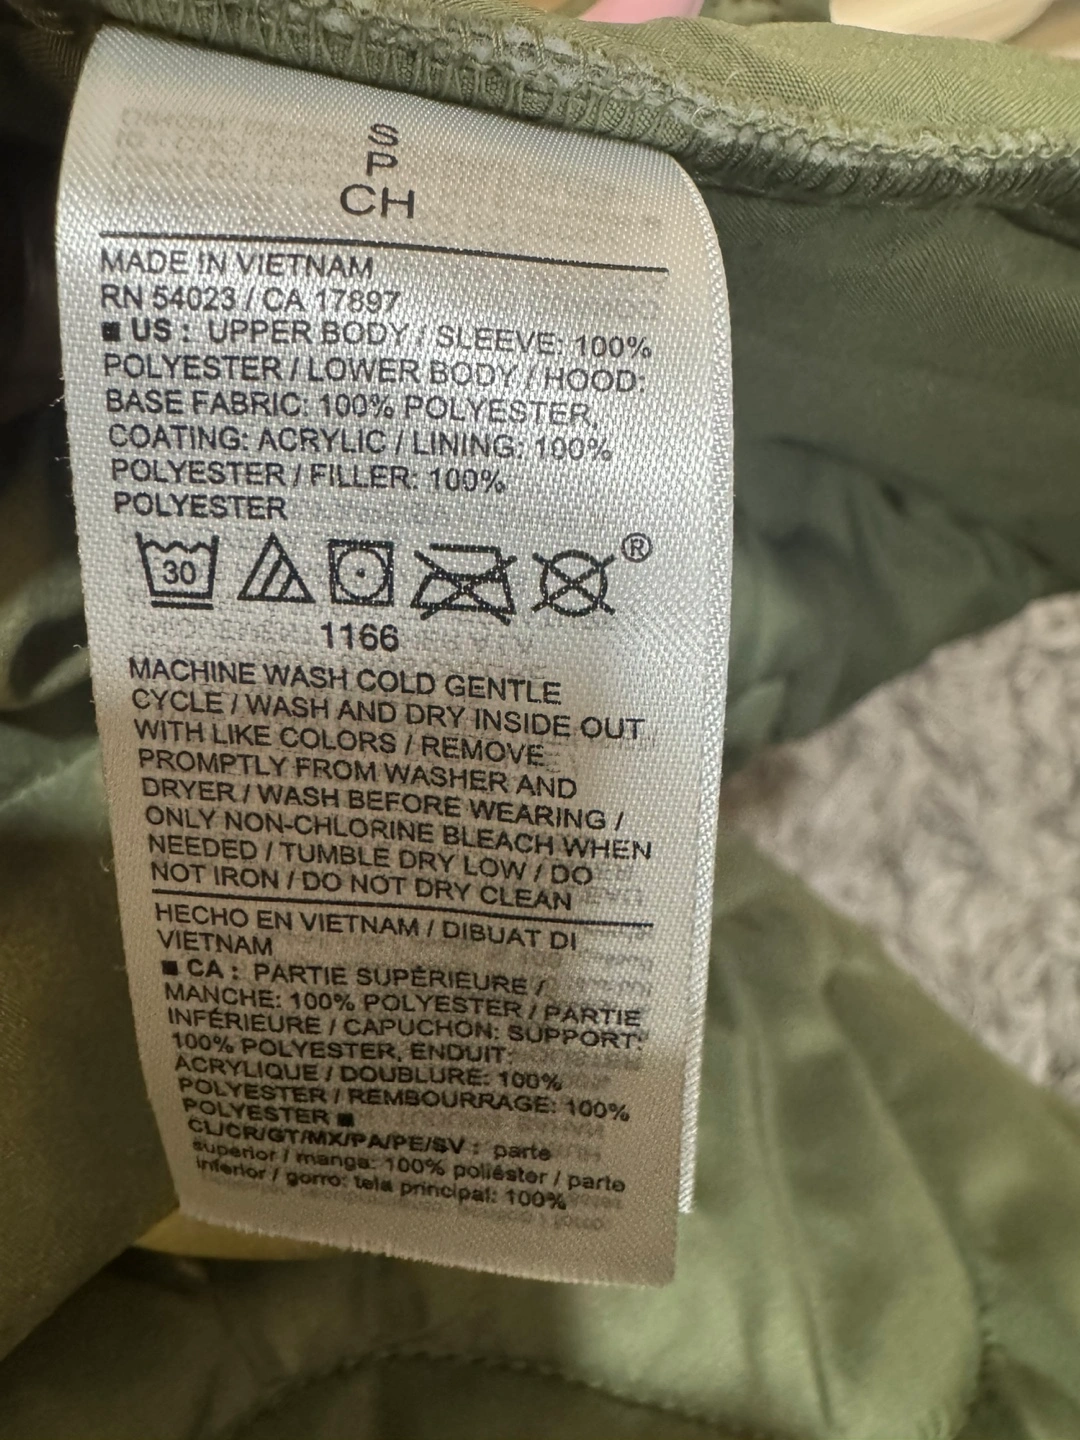 S
P
CH
MADE IN VIETNAM
RN 54023 / CA 17897
■ US : UPPER BODY / SLEEVE: 100%
POLYESTER / LOWER BODY / HOOD:
BASE FABRIC: 100% POLYESTER,
COATING: ACRYLIC / LINING: 100%
POLYESTER / FILLER: 100%
POLYESTER
30 ®
1166
MACHINE WASH COLD GENTLE
CYCLE / WASH AND DRY INSIDE OUT
WITH LIKE COLORS / REMOVE
PROMPTLY FROM WASHER AND
DRYER / WASH BEFORE WEARING /
ONLY NON-CHLORINE BLEACH WHEN
NEEDED / TUMBLE DRY LOW / DO
NOT IRON / DO NOT DRY CLEAN
HECHO EN VIETNAM / DIBUAT DI
VIETNAM
■ CA : PARTIE SUPÉRIEURE /
MANCHE: 100% POLYESTER / PARTIE
INFÉRIEURE / CAPUCHON: SUPPORT:
100% POLYESTER, ENDUIT:
ACRYLIQUE / DOUBLURE: 100%
POLYESTER / REMBOURRAGE: 100%
POLYESTER ■
CL/CR/GT/MX/PA/PE/SV : parte
superior / manga: 100% poliéster / parte
inferior / gorro: tela principal: 100%